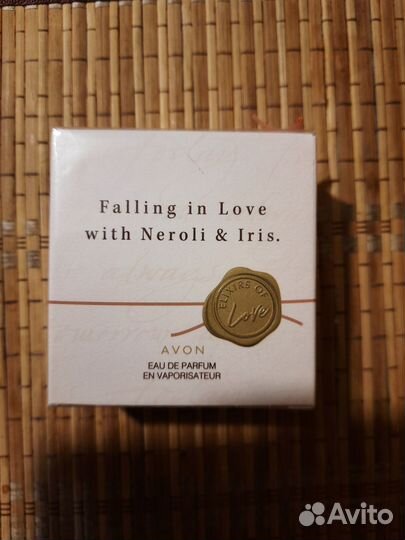 Falling in Love
with Neroli & Iris.
ELIXIRS OF
Love
AVON
EAU DE PARFUM
EN VAPORISATEUR
Avito